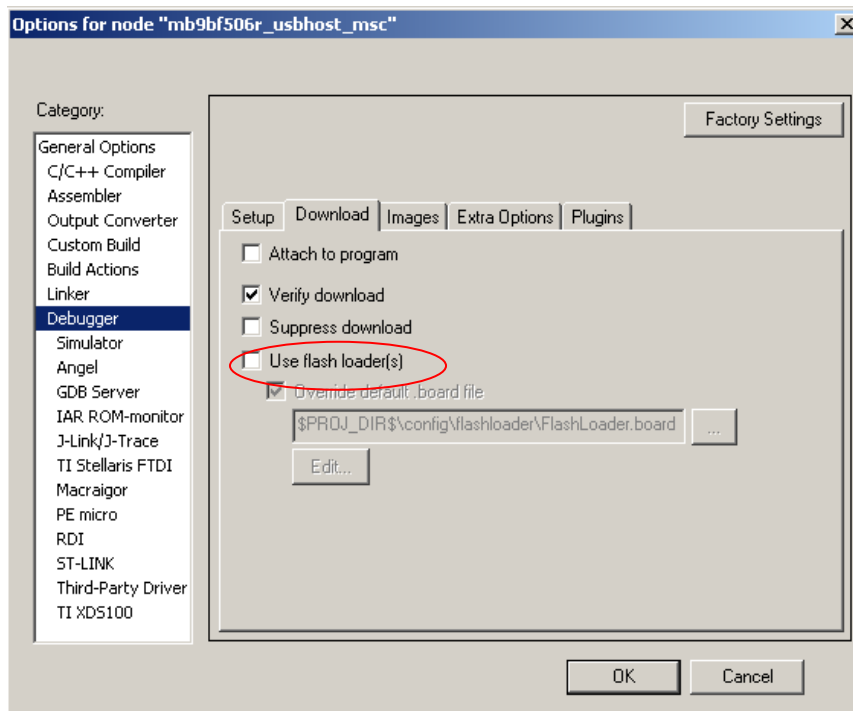 Options for node "mb9bf506r_usbhost_msc"
Category:
Factory Settings
General Options
C/C++ Compiler
Assembler
Output Converter
Custom Build
Build Actions
Linker
Debugger
Simulator
Angel
GDB Server
IAR ROM-monitor
J-Link/J-Trace
TI Stellaris FTDI
Macraigor
PE micro
RDI
ST-LINK
Third-Party Driver
TI XDS100
Setup Download Images Extra Options Plugins
Attach to program
Verify download
Suppress download
Use flash loader(s)
Override default .board file
$PROJ_DIR$\config\flashloader\FlashLoader.board ...
Edit...
OK Cancel